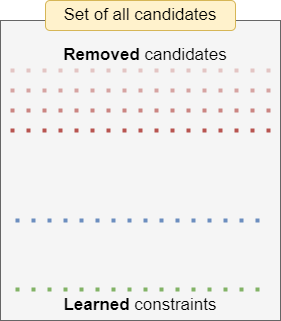 Set of all candidates
Removed candidates
Learned constraints